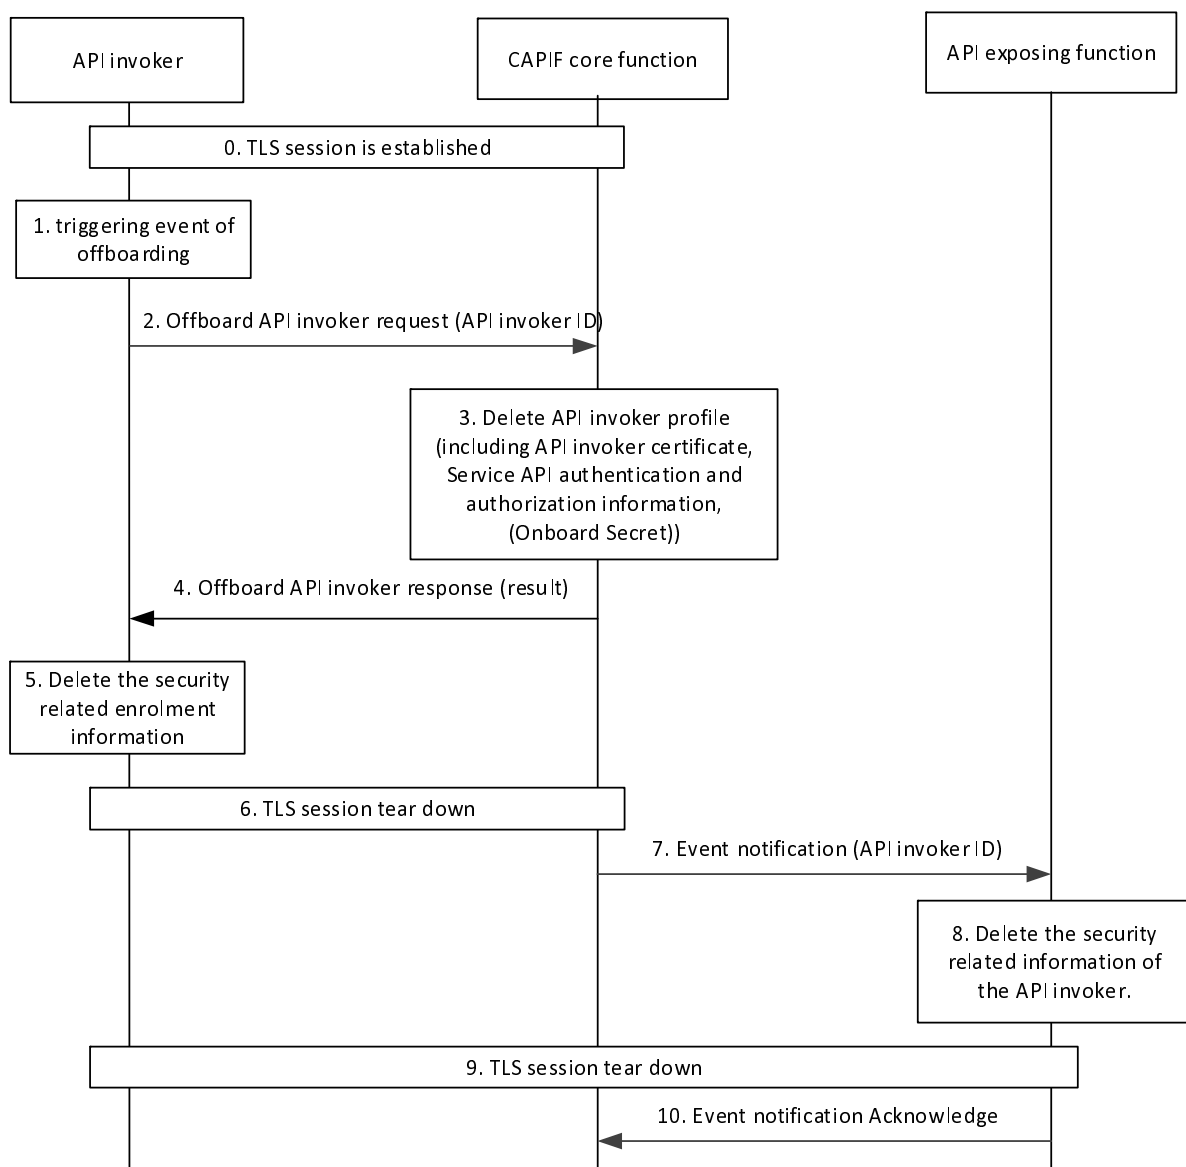 API invoker
CAPIF core function
API exposing function
0. TLS session is established
1. triggering event of
offboarding
2. Offboard API invoker request (API invoker ID)
3. Delete API invoker profile
(including API invoker certificate,
Service API authentication and
authorization information,
(Onboard Secret))
4. Offboard API invoker response (result)
5. Delete the security
related enrolment
information
6. TLS session tear down
7. Event notification (API invoker ID)
8. Delete the security
related information of
the API invoker.
9. TLS session tear down
10. Event notification Acknowledge